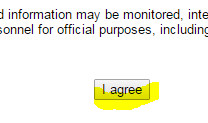 d information may be monitored, inte
sonnel for official purposes, including
I agree